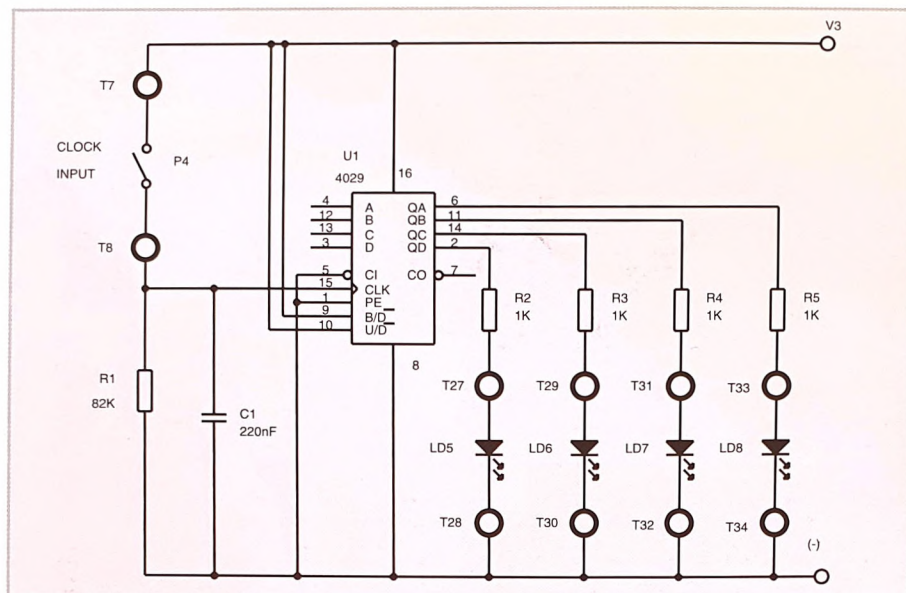 V3
T7
CLOCK
INPUT
P4
U1
4029
16
T8
4 A QA 6
12 B QB 11
13 C QC 14
3 D QD 2
5 CI CO 7
15 CLK
1 PE
9 B/D
10 U/D
8
R1
82K
C1
220nF
R2
1K
R3
1K
R4
1K
R5
1K
T27
T29
T31
T33
LD5
LD6
LD7
LD8
T28
T30
T32
T34
(-)